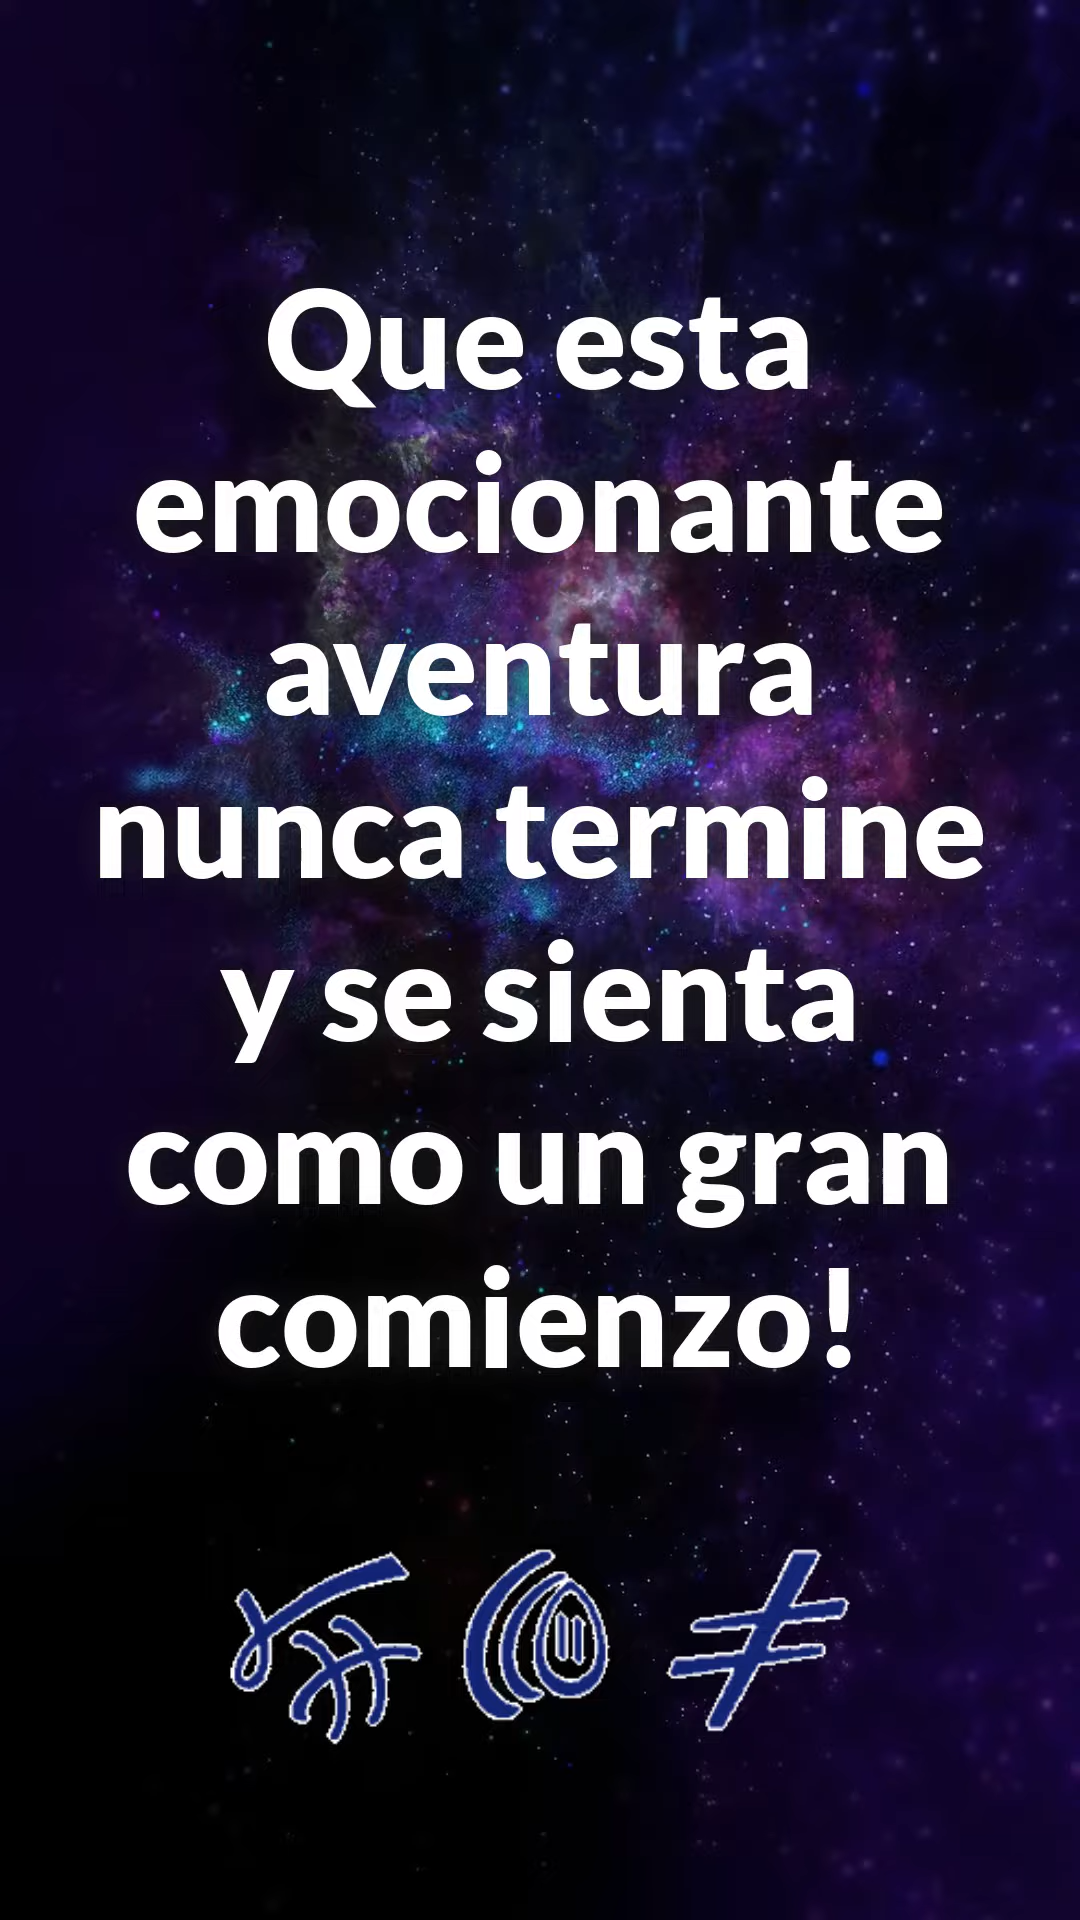 Que esta
emocionante
aventura
nunca termine
y se sienta
como un gran
comienzo!